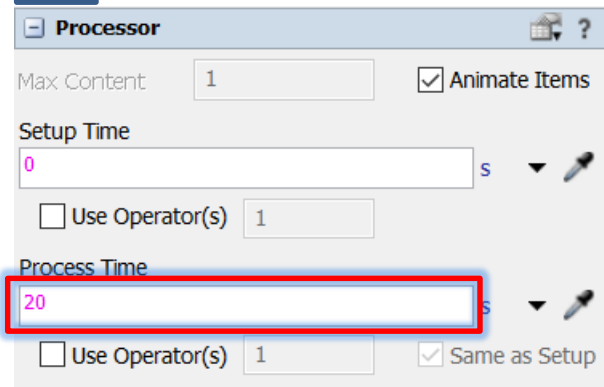 Processor ?
Max Content 1 Animate Items
Setup Time
0 s
Use Operator(s) 1
Process Time
20 s
Use Operator(s) 1 Same as Setup